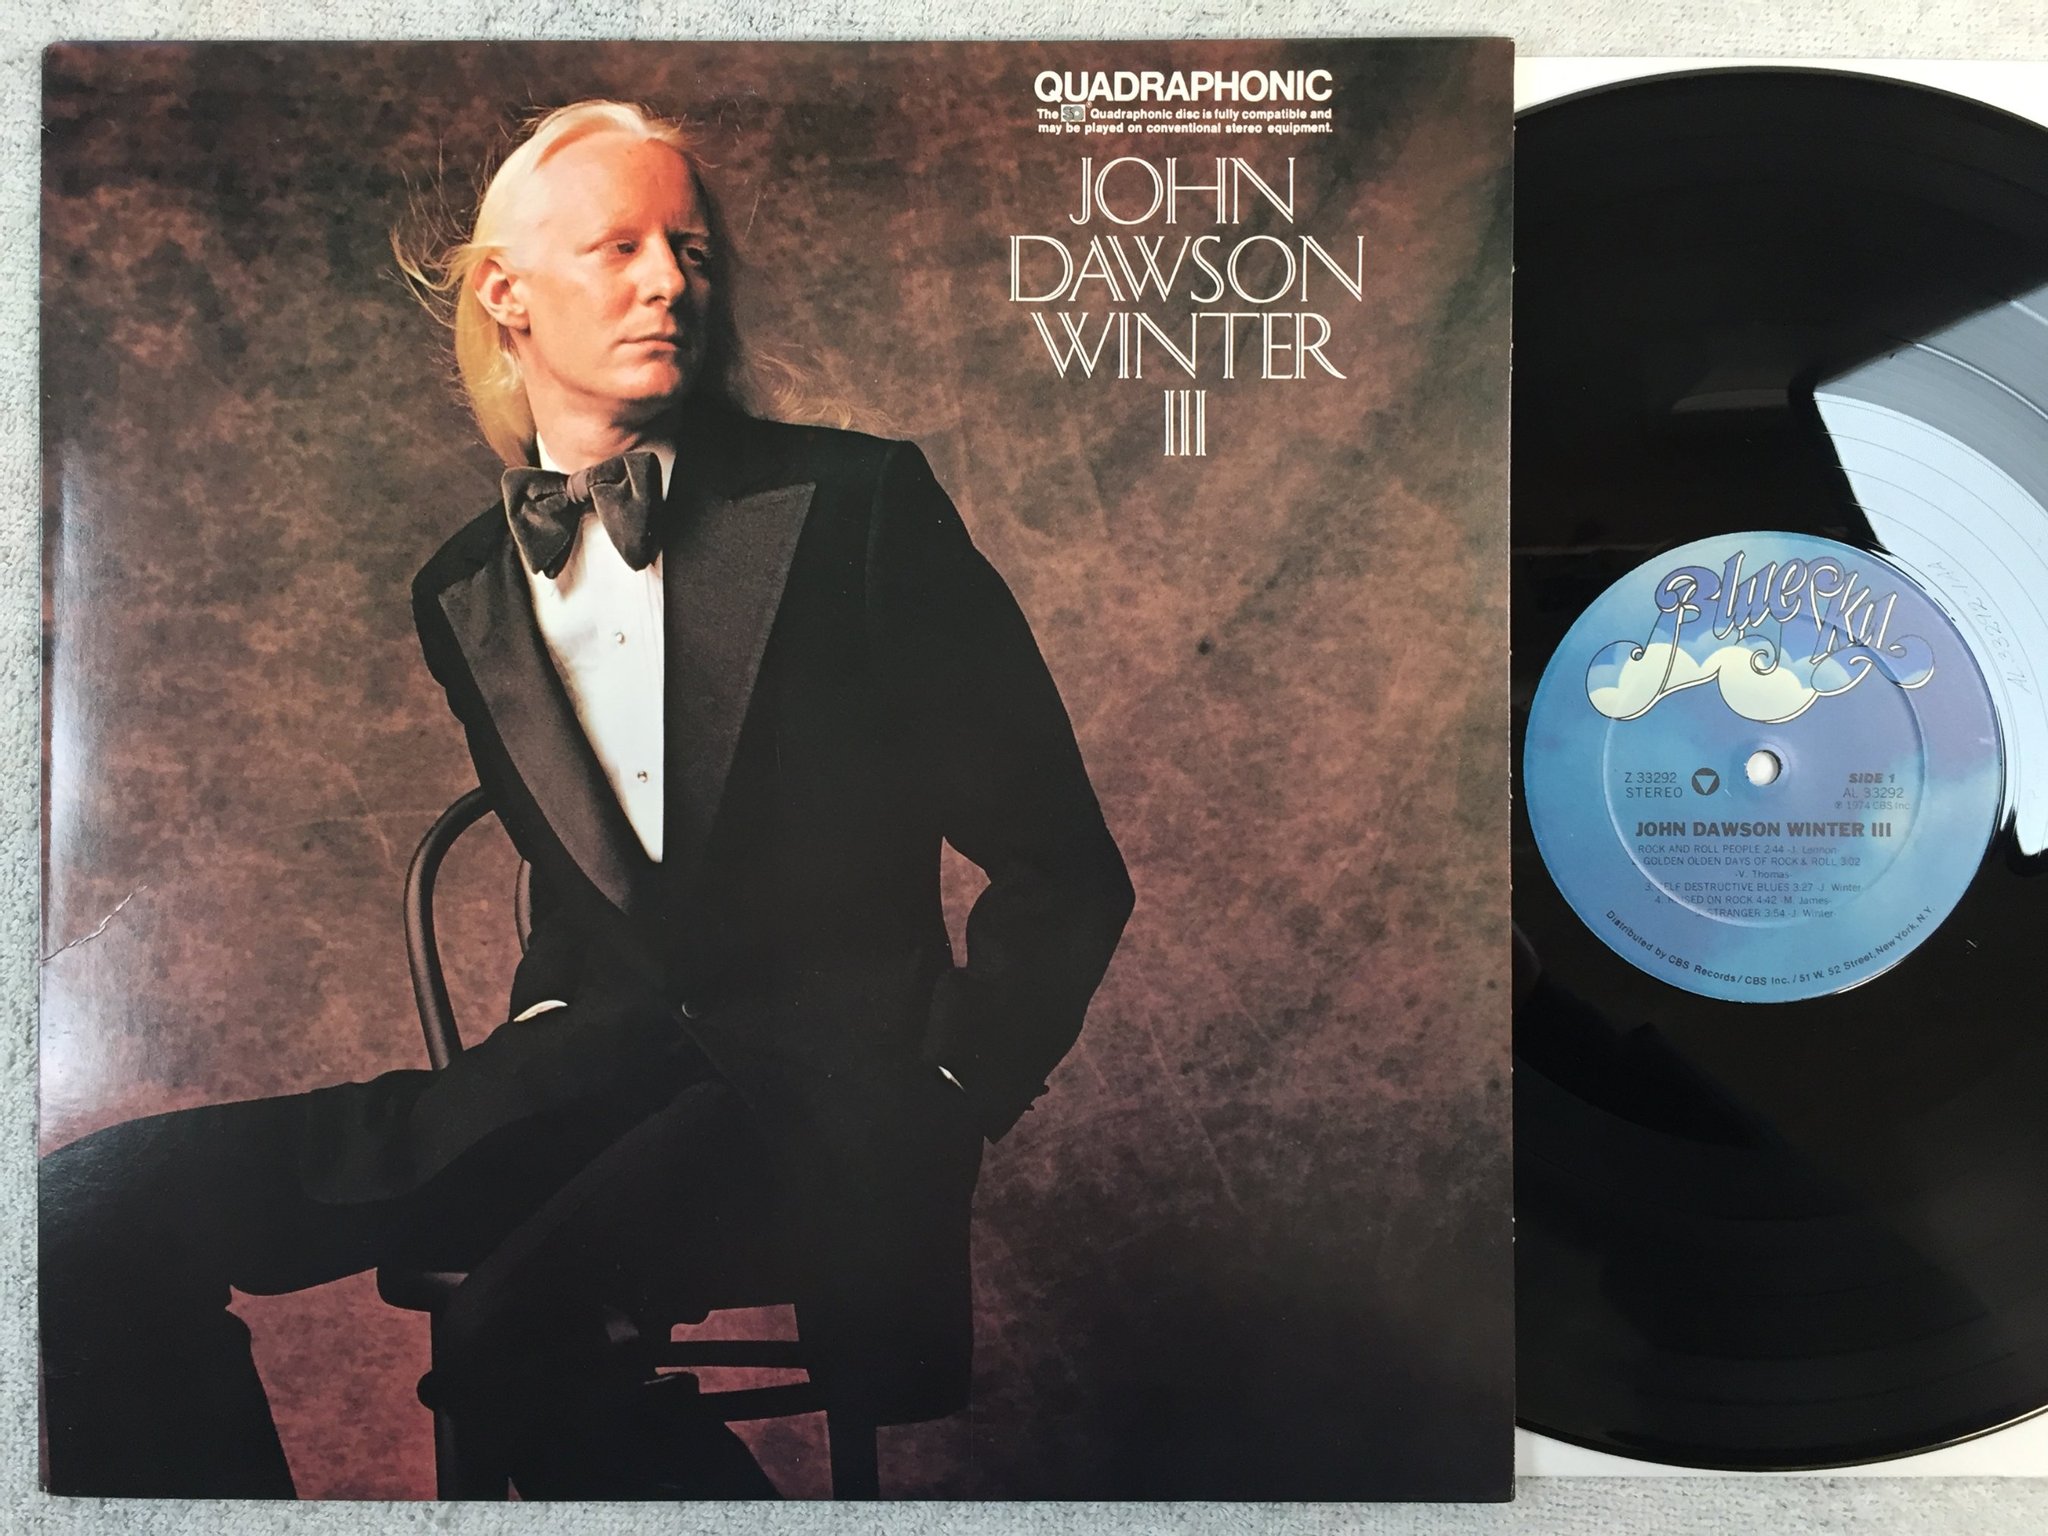 QUADRAPHONIC
The SQ® Quadraphonic disc is fully compatible and
may be played on conventional stereo equipment.
JOHN
DAWSON
WINTER
III
Blue Sky
Z 33292
STEREO
SIDE 1
AL 33292
℗ 1974 CBS Inc
JOHN DAWSON WINTER III
ROCK AND ROLL PEOPLE 2:44 -J. Lennon-
GOLDEN OLDEN DAYS OF ROCK & ROLL 3:02
-V. Thomas-
3. ELF DESTRUCTIVE BLUES 3:27 -J. Winter
4. ISED ON ROCK 4:42 -M. James-
STRANGER 3:54 -J. Winter-
Distributed by CBS Records/CBS Inc./51 W. 52 Street, New York, N.Y.